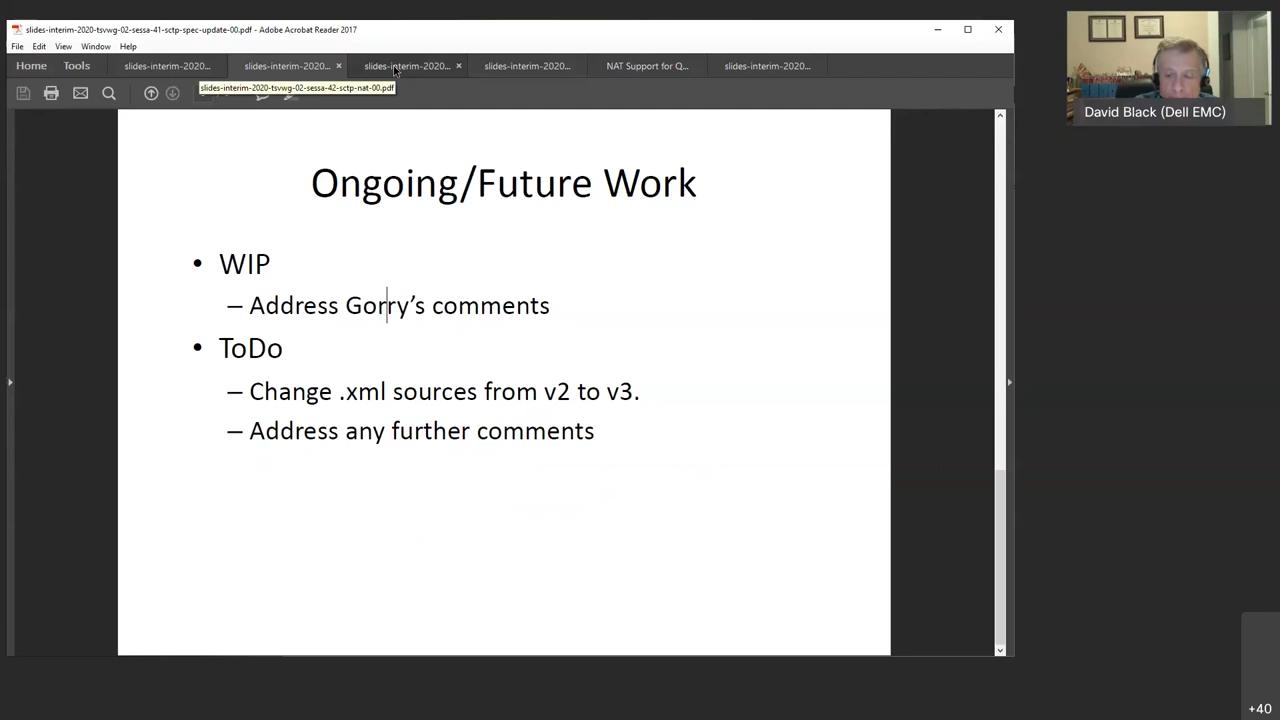 slides-interim-2020-tsvwg-02-sessa-41-sctp-spec-update-00.pdf - Adobe Acrobat Reader 2017
File Edit View Window Help
Home Tools slides-interim-2020... slides-interim-2020... × slides-interim-2020... × slides-interim-2020... NAT Support for Q... slides-interim-2020...
slides-interim-2020-tsvwg-02-sessa-42-sctp-nat-00.pdf
David Black (Dell EMC)
Ongoing/Future Work
• WIP
– Address Gorry’s comments
• ToDo
– Change .xml sources from v2 to v3.
– Address any further comments
+40